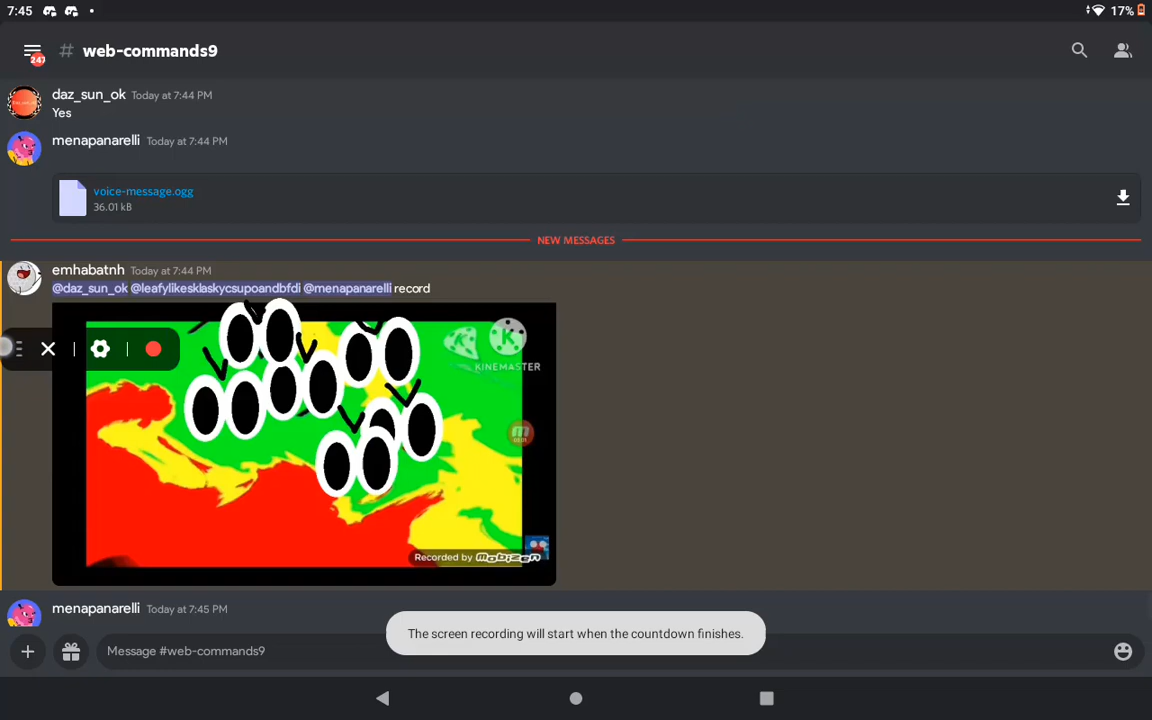 7:45
17%
247
# web-commands9
daz_sun_ok Today at 7:44 PM
Yes
menapanarelli Today at 7:44 PM
voice-message.ogg
36.01 kB
NEW MESSAGES
emhabatnh Today at 7:44 PM
@daz_sun_ok @leafylikesklaskycsupoandbfdi @menapanarelli record
KINEMASTER
Recorded by mobizen
menapanarelli Today at 7:45 PM
The screen recording will start when the countdown finishes.
Message #web-commands9